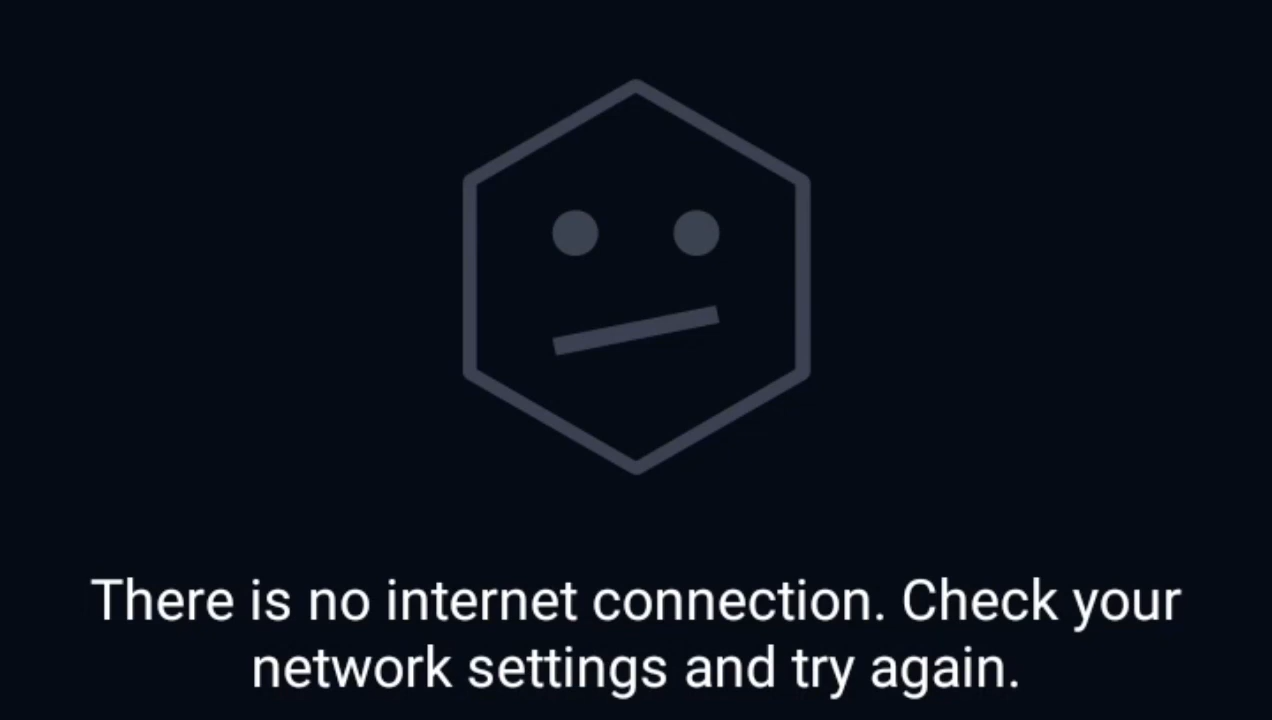 There is no internet connection. Check your
network settings and try again.